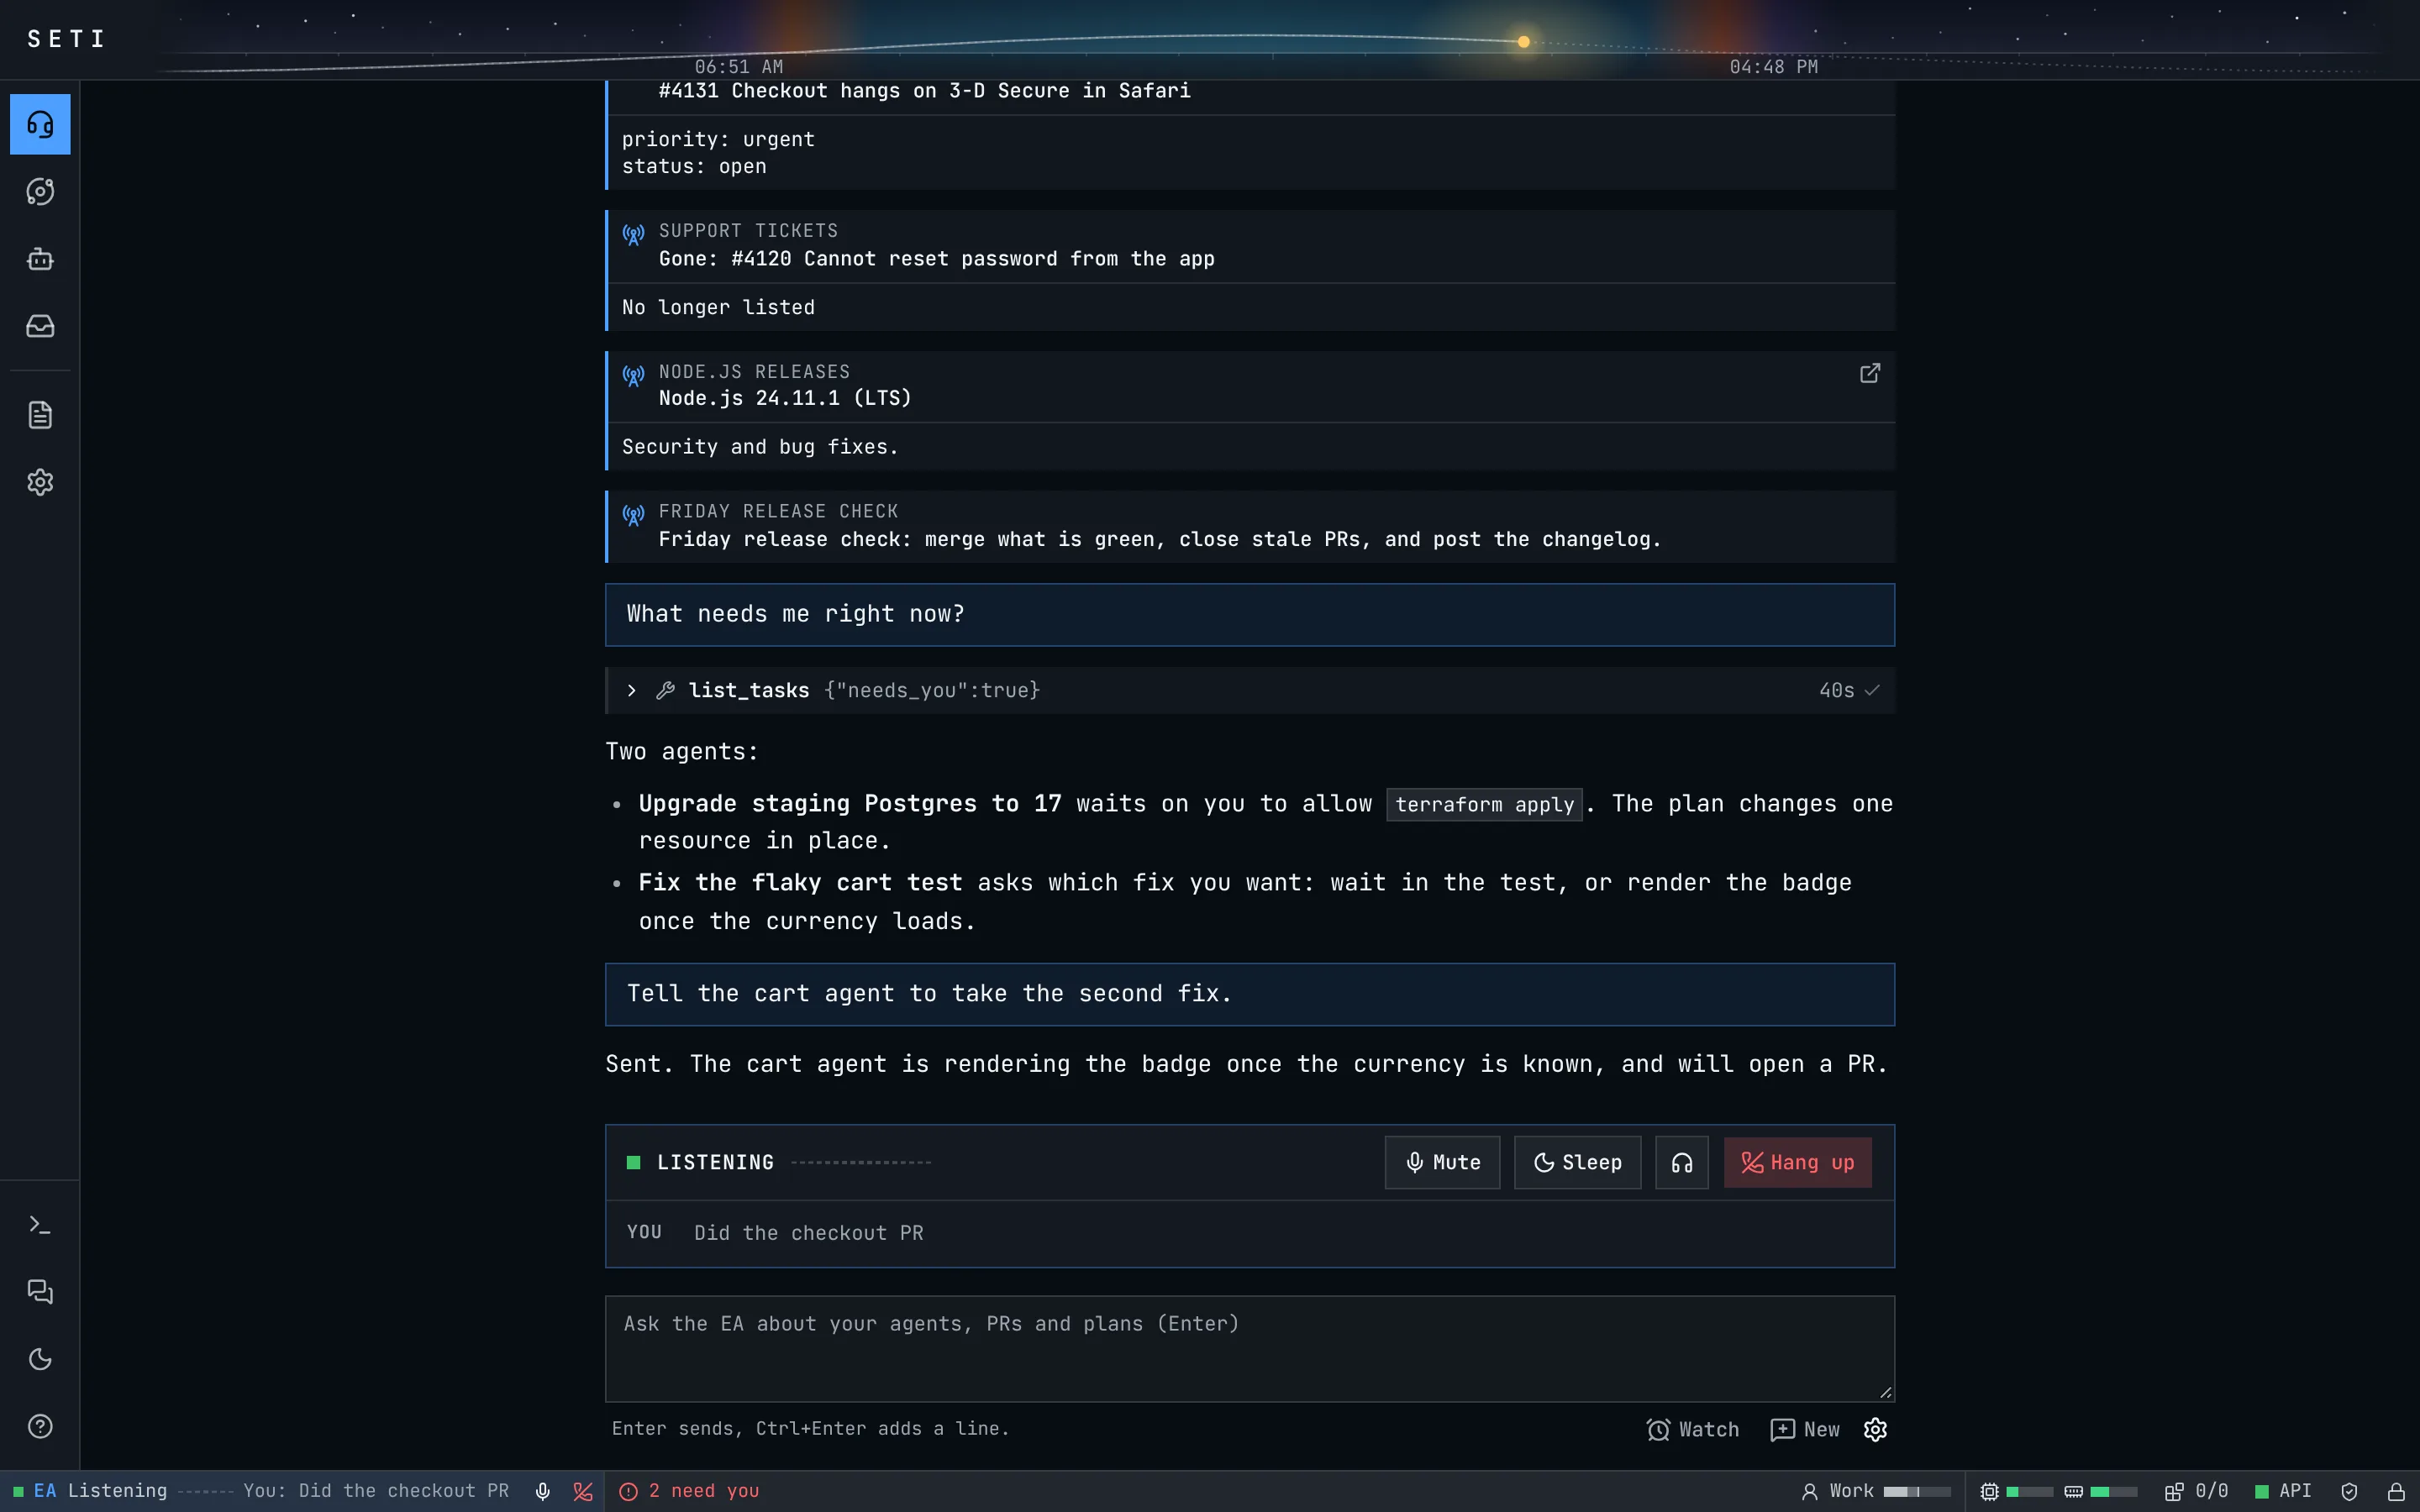 SETI
06:51 AM
04:48 PM
#4131 Checkout hangs on 3-D Secure in Safari
priority: urgent
status: open
SUPPORT TICKETS
Gone: #4120 Cannot reset password from the app
No longer listed
NODE.JS RELEASES
Node.js 24.11.1 (LTS)
Security and bug fixes.
FRIDAY RELEASE CHECK
Friday release check: merge what is green, close stale PRs, and post the changelog.
What needs me right now?
list_tasks {"needs_you":true} 40s
Two agents:
• Upgrade staging Postgres to 17 waits on you to allow terraform apply. The plan changes one
resource in place.
• Fix the flaky cart test asks which fix you want: wait in the test, or render the badge
once the currency loads.
Tell the cart agent to take the second fix.
Sent. The cart agent is rendering the badge once the currency is known, and will open a PR.
LISTENING Mute Sleep Hang up
YOU Did the checkout PR
Ask the EA about your agents, PRs and plans (Enter)
Enter sends, Ctrl+Enter adds a line. Watch New
EA Listening You: Did the checkout PR 2 need you Work 0/0 API